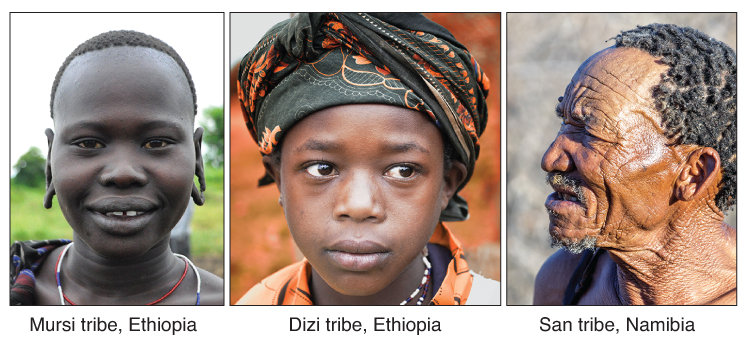 Mursi tribe, Ethiopia
Dizi tribe, Ethiopia
San tribe, Namibia